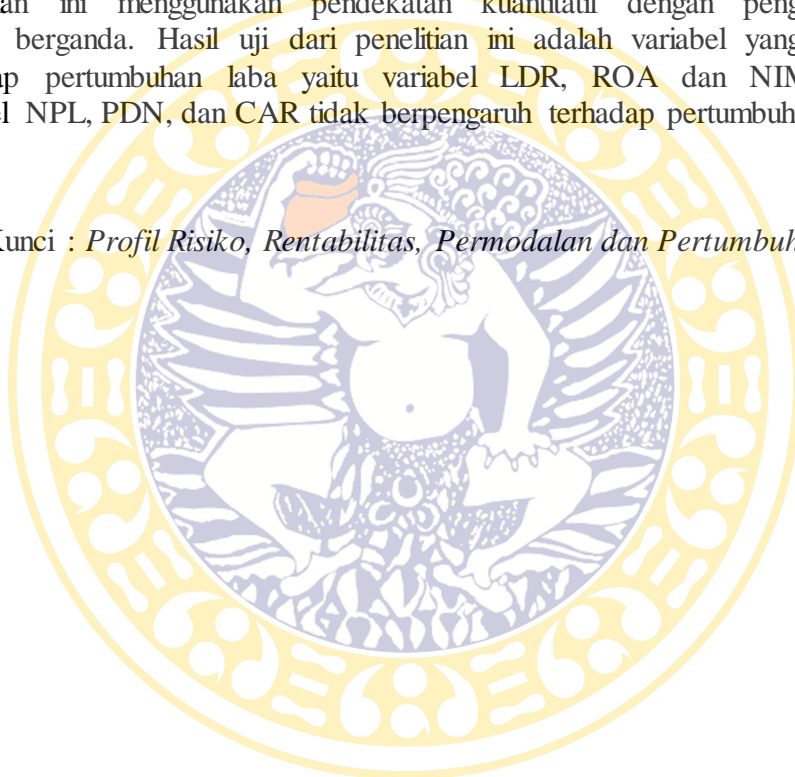 an ini menggunakan pendekatan kuantitatif dengan peng
berganda. Hasil uji dari penelitian ini adalah variabel yang
ap pertumbuhan laba yaitu variabel LDR, ROA dan NIM
el NPL, PDN, dan CAR tidak berpengaruh terhadap pertumbuh
Kunci : Profil Risiko, Rentabilitas, Permodalan dan Pertumbuh